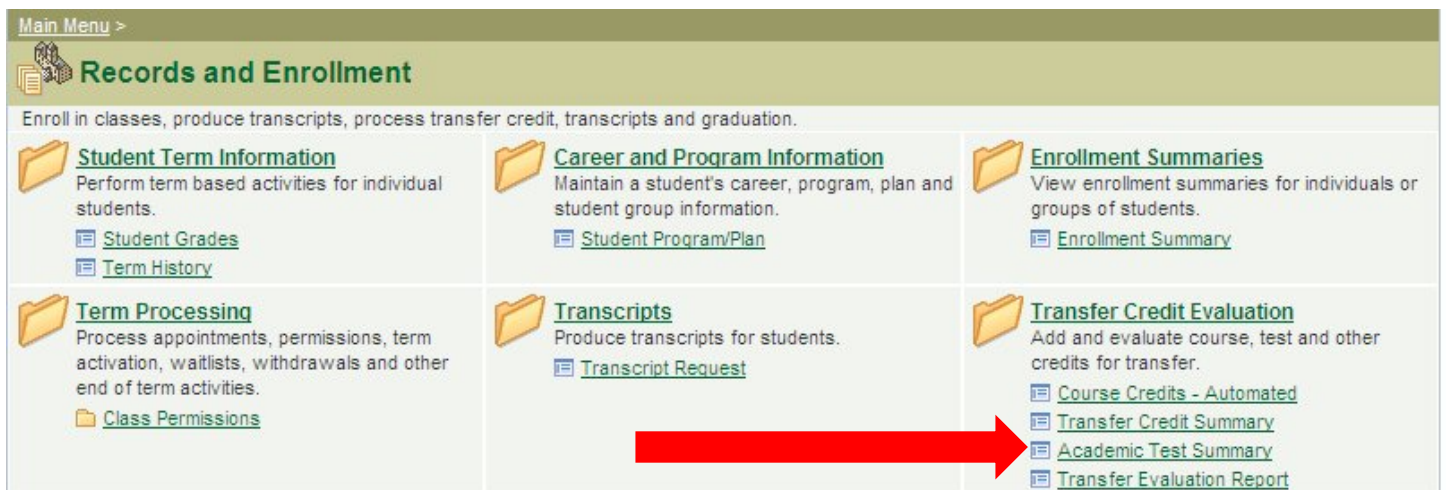 Main Menu >
Records and Enrollment
Enroll in classes, produce transcripts, process transfer credit, transcripts and graduation.
Student Term Information
Perform term based activities for individual
students.
Student Grades
Term History
Career and Program Information
Maintain a student's career, program, plan and
student group information.
Student Program/Plan
Enrollment Summaries
View enrollment summaries for individuals or
groups of students.
Enrollment Summary
Term Processing
Process appointments, permissions, term
activation, waitlists, withdrawals and other
end of term activities.
Class Permissions
Transcripts
Produce transcripts for students.
Transcript Request
Transfer Credit Evaluation
Add and evaluate course, test and other
credits for transfer.
Course Credits - Automated
Transfer Credit Summary
Academic Test Summary
Transfer Evaluation Report